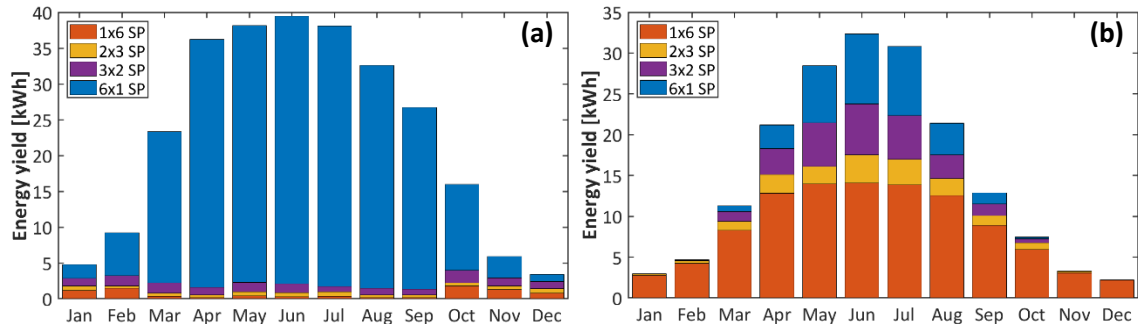 (a)
Energy yield [kWh]
40
35
30
25
20
15
10
5
0
1x6 SP
2x3 SP
3x2 SP
6x1 SP
Jan Feb Mar Apr May Jun Jul Aug Sep Oct Nov Dec
(b)
Energy yield [kWh]
35
30
25
20
15
10
5
0
1x6 SP
2x3 SP
3x2 SP
6x1 SP
Jan Feb Mar Apr May Jun Jul Aug Sep Oct Nov Dec